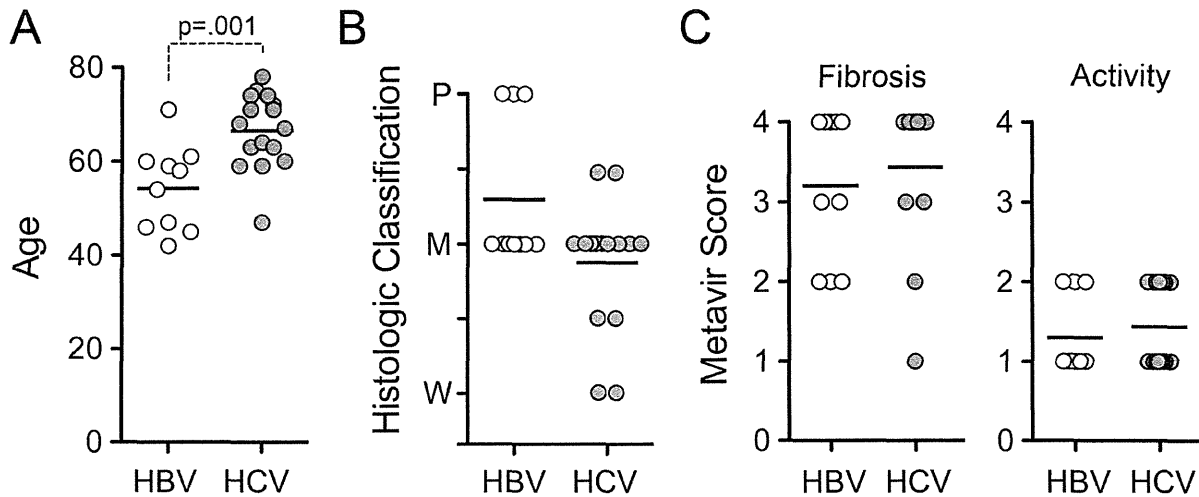 A
p=.001
Age
80
60
40
20
0
HBV HCV
B
Histologic Classification
P
M
W
HBV HCV
C
Metavir Score
Fibrosis
4
3
2
1
0
HBV HCV
Activity
4
3
2
1
0
HBV HCV